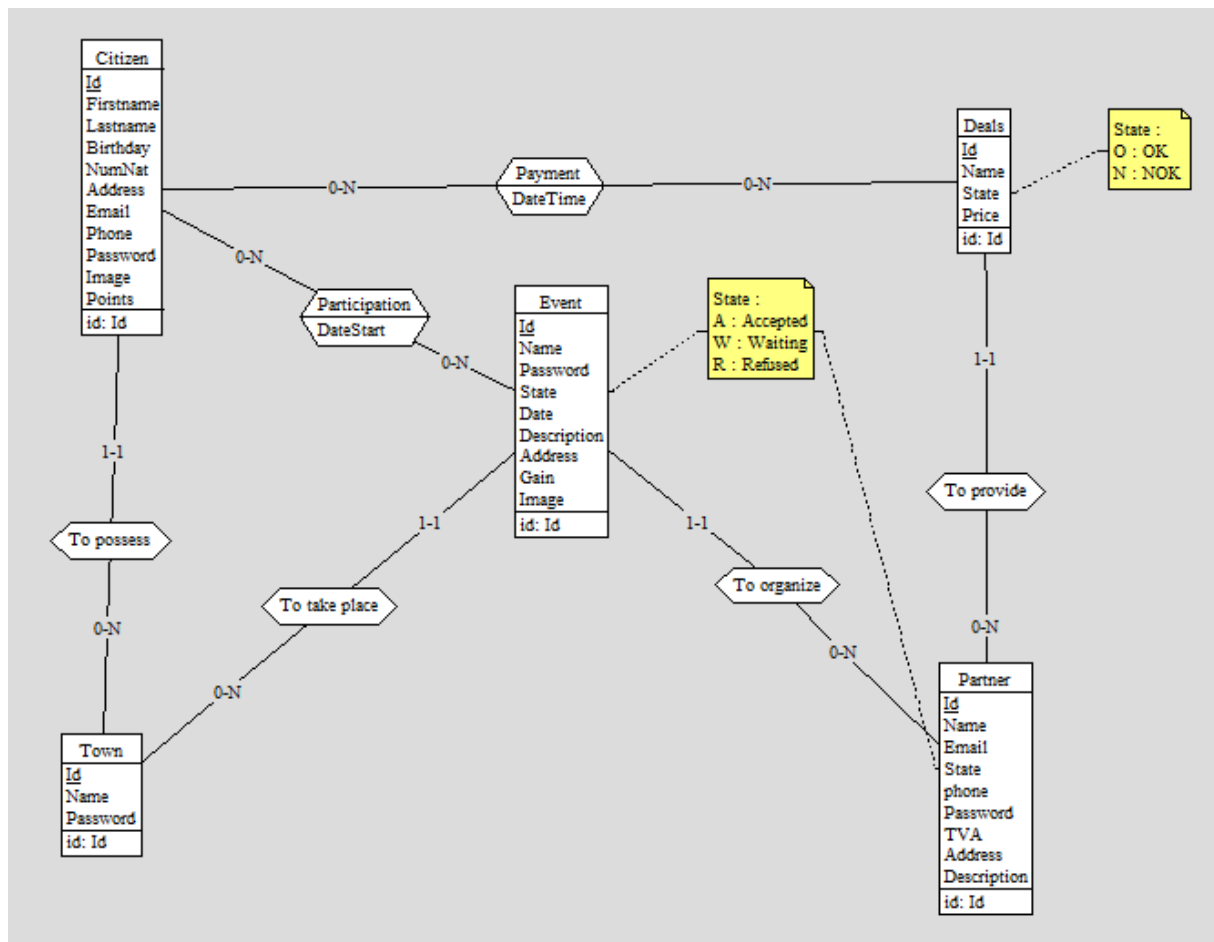 Citizen
Id
Firstname
Lastname
Birthday
NumNat
Address
Email
Phone
Password
Image
Points
id: Id
0-N
Payment
DateTime
0-N
Deals
Id
Name
State
Price
id: Id
State :
O : OK
N : NOK
0-N
Participation
DateStart
0-N
Event
Id
Name
Password
State
Date
Description
Address
Gain
Image
id: Id
State :
A : Accepted
W : Waiting
R : Refused
1-1
To possess
0-N
1-1
To take place
0-N
1-1
To organize
0-N
1-1
To provide
0-N
Town
Id
Name
Password
id: Id
Partner
Id
Name
Email
State
phone
Password
TVA
Address
Description
id: Id